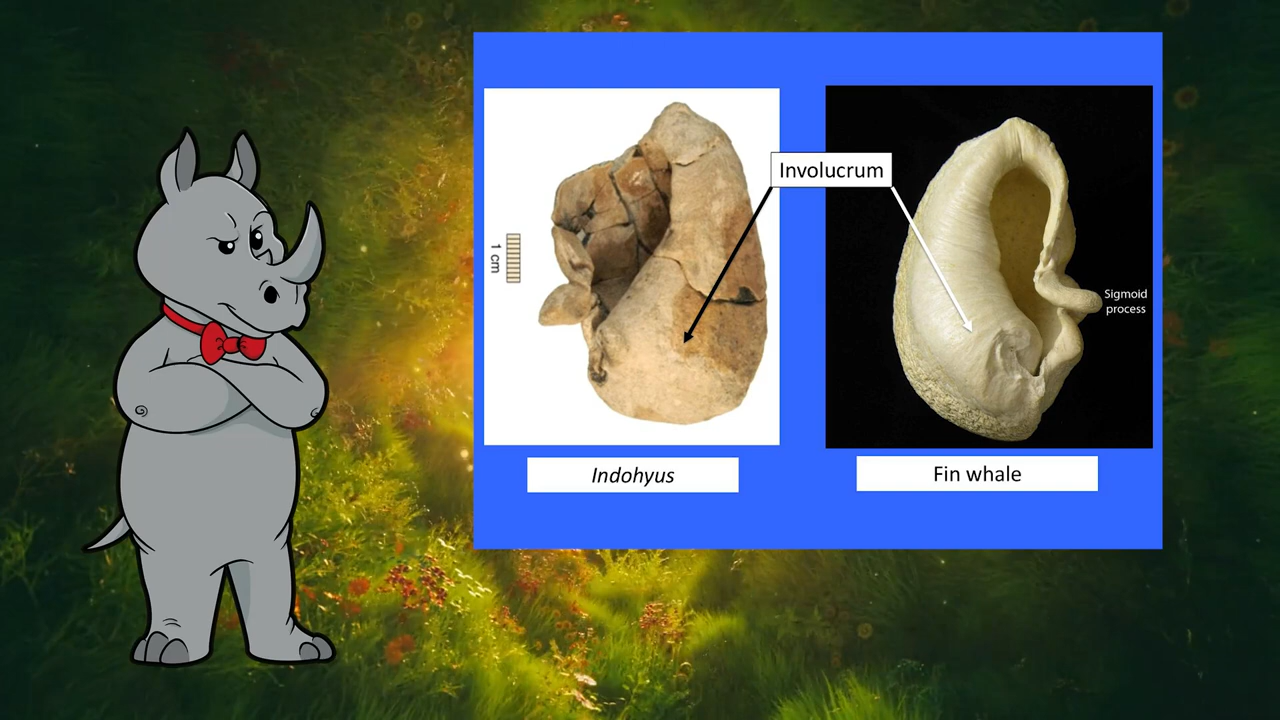 Involucrum
1 cm
Sigmoid
process
Indohyus
Fin whale